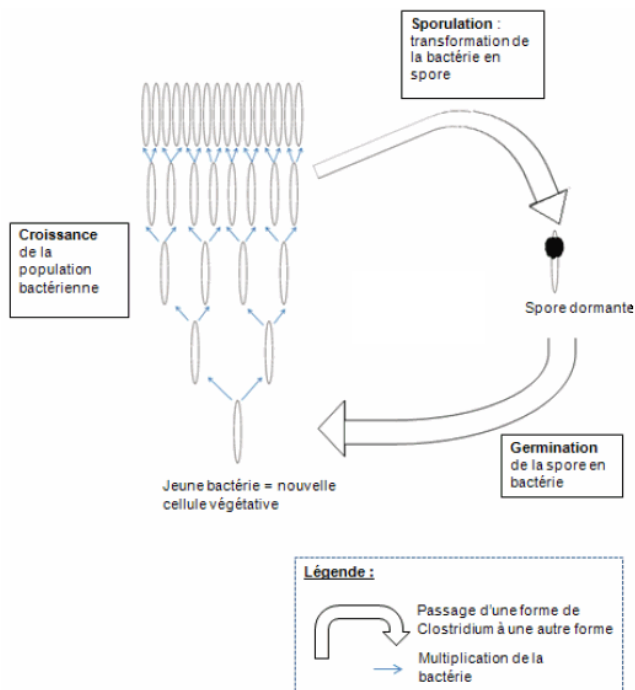 Sporulation :
transformation de
la bactérie en
spore
Croissance
de la
population
bactérienne
Spore dormante
Germination
de la spore en
bactérie
Jeune bactérie = nouvelle
cellule végétative
Légende :
Passage d'une forme de
Clostridium à une autre forme
Multiplication de la
bactérie